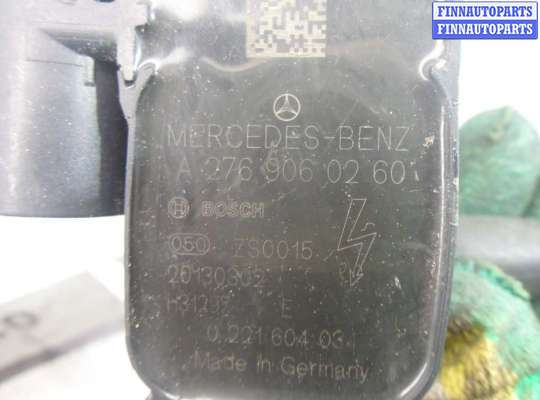 FINNAUTOPARTS
FINNAUTOPARTS
MERCEDES-BENZ
A 276 906 02 60
BOSCH
050 ZS0015
20130302
E
0 221 604 03
Made in Germany